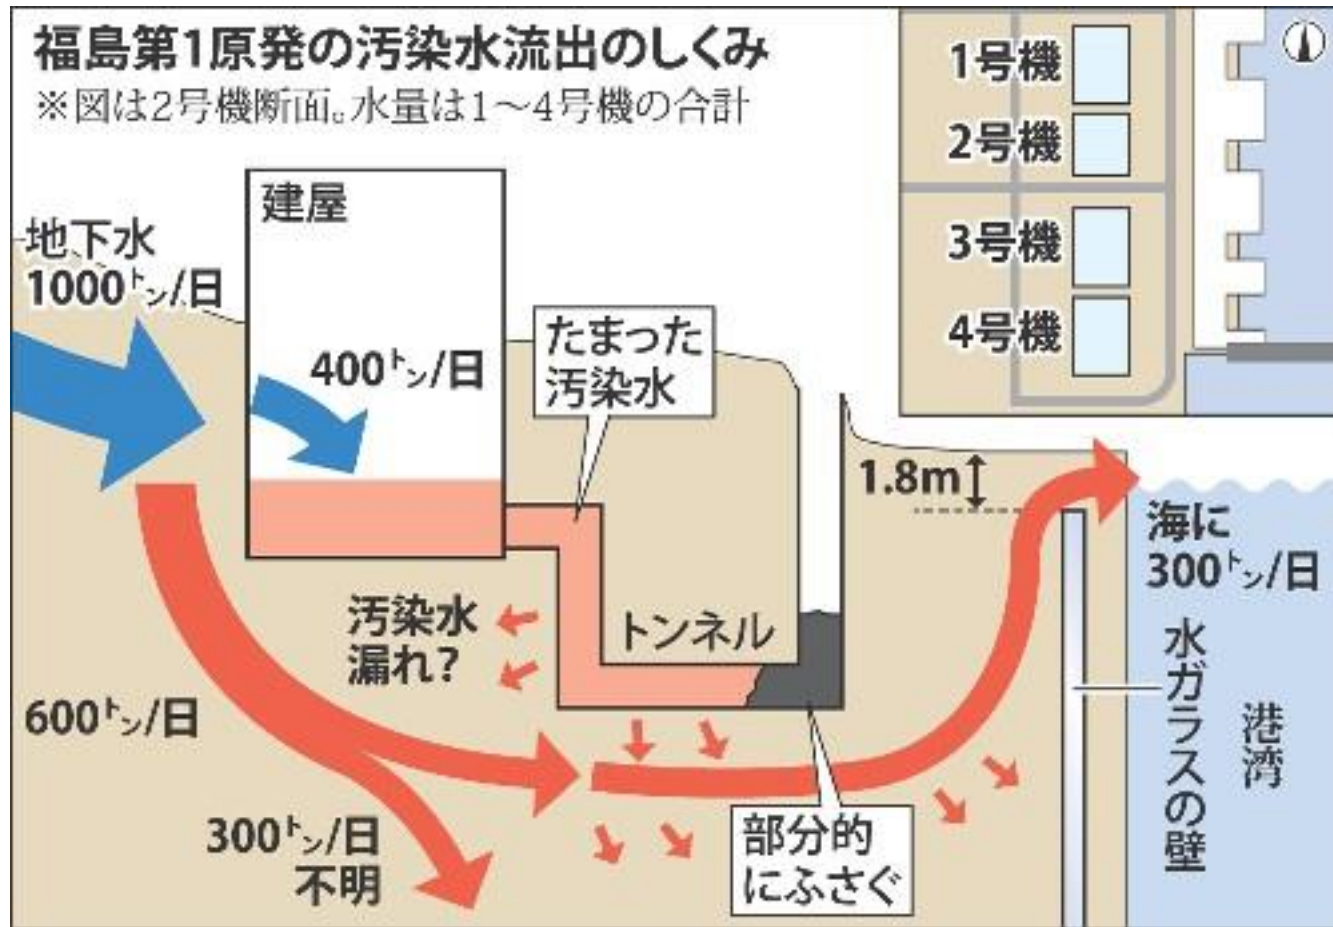 福島第1原発の汚染水流出のしくみ
※図は2号機断面。水量は1〜4号機の合計
1号機
2号機
3号機
4号機
建屋
地下水
1000トン/日
400トン/日
たまった
汚染水
1.8m
海に
300トン/日
汚染水
漏れ?
トンネル
600トン/日
水ガラスの壁
港湾
300トン/日
不明
部分的
にふさぐ